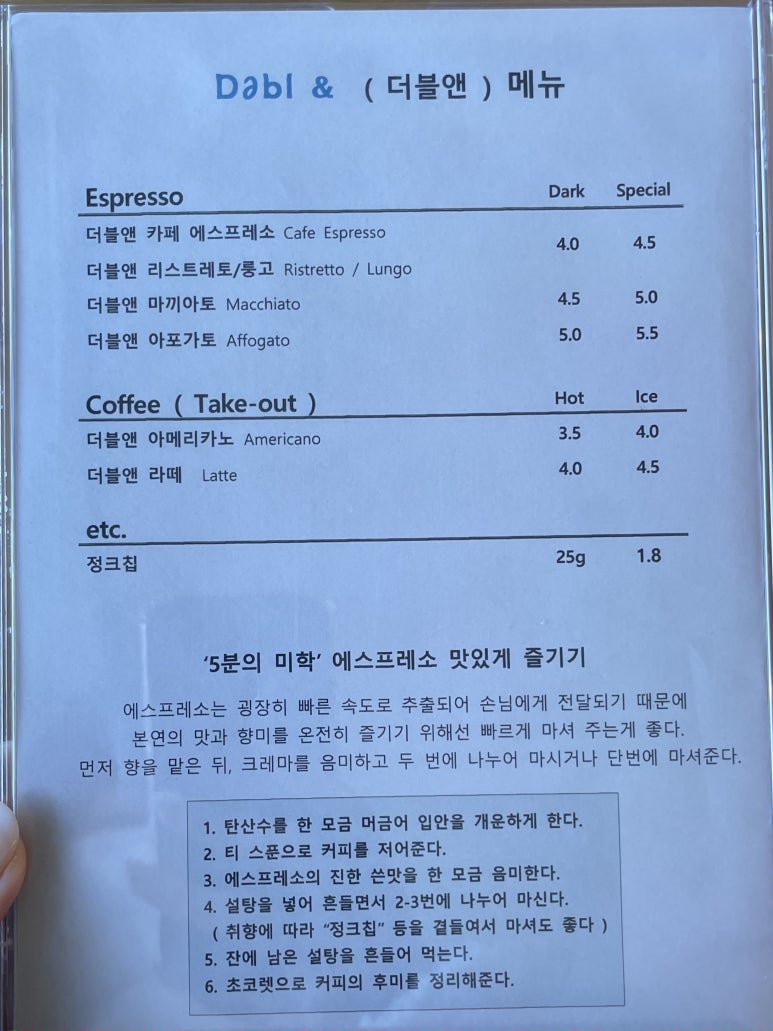 Dabl & ( 더블앤 ) 메뉴
Espresso Dark Special
더블앤 카페 에스프레소 Cafe Espresso 4.0 4.5
더블앤 리스트레토/룽고 Ristretto / Lungo
더블앤 마끼아토 Macchiato 4.5 5.0
더블앤 아포가토 Affogato 5.0 5.5
Coffee ( Take-out ) Hot Ice
더블앤 아메리카노 Americano 3.5 4.0
더블앤 라떼 Latte 4.0 4.5
etc.
정크칩 25g 1.8
‘5분의 미학’ 에스프레소 맛있게 즐기기
에스프레소는 굉장히 빠른 속도로 추출되어 손님에게 전달되기 때문에
본연의 맛과 향미를 온전히 즐기기 위해선 빠르게 마셔 주는게 좋다.
먼저 향을 맡은 뒤, 크레마를 음미하고 두 번에 나누어 마시거나 단번에 마셔준다.
1. 탄산수를 한 모금 머금어 입안을 개운하게 한다.
2. 티 스푼으로 커피를 저어준다.
3. 에스프레소의 진한 쓴맛을 한 모금 음미한다.
4. 설탕을 넣어 흔들면서 2-3번에 나누어 마신다.
( 취향에 따라 “정크칩” 등을 곁들여서 마셔도 좋다 )
5. 잔에 남은 설탕을 흔들어 먹는다.
6. 초코렛으로 커피의 후미를 정리해준다.